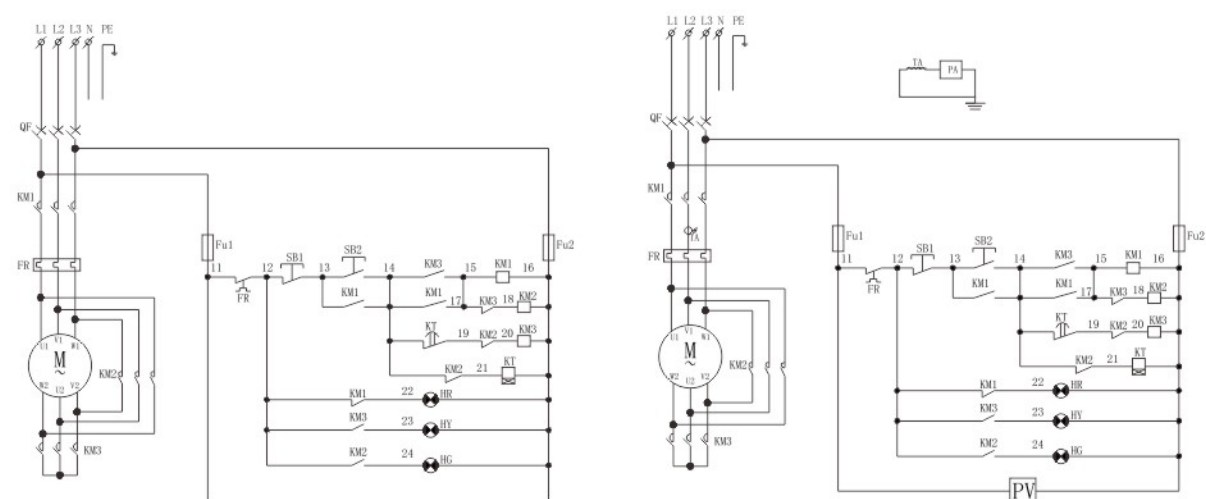 L1 L2 L3 N PE
QF
KM1
Fu1
Fu2
FR
11
FR
12
SB1
13
SB2
14
KM3
15
KM1
16
KM1
KM1
17
KM3
18
KM2
KT
19
KM2
20
KM3
KM2
21
KT
KM1
22
HR
KM3
23
HY
KM2
24
HG
U1
V1
W1
M
~
W2
U2
V2
KM2
KM3
L1 L2 L3 N PE
TA
PA
QF
KM1
TA
Fu1
Fu2
FR
11
FR
12
SB1
13
SB2
14
KM3
15
KM1
16
KM1
KM1
17
KM3
18
KM2
KT
19
KM2
20
KM3
KM2
21
KT
KM1
22
HR
KM3
23
HY
KM2
24
HG
U1
V1
W1
M
~
W2
U2
V2
KM2
KM3
PV